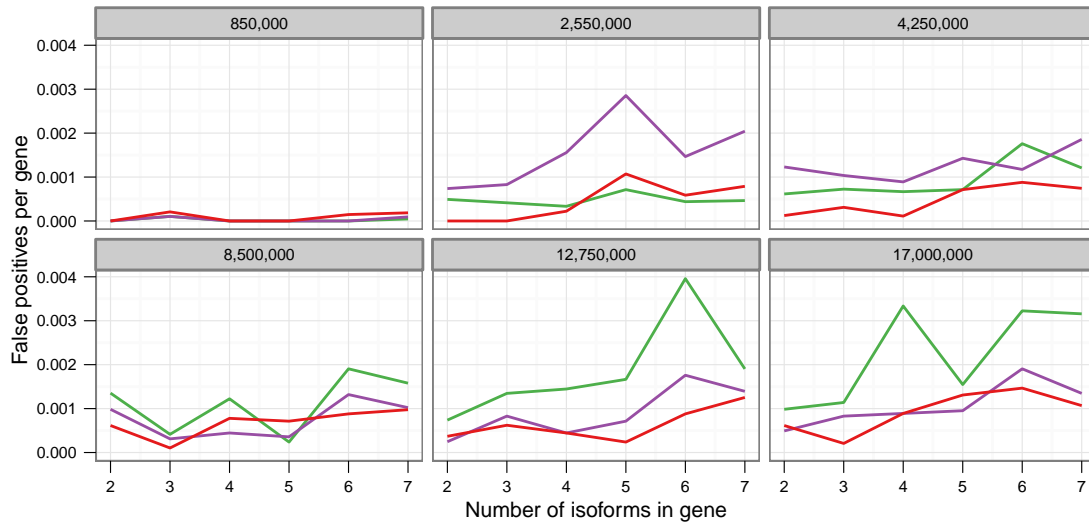 850,000 2,550,000 4,250,000
0.004
0.003
0.002
0.001
0.000
8,500,000 12,750,000 17,000,000
0.004
0.003
0.002
0.001
0.000
2 3 4 5 6 7 2 3 4 5 6 7 2 3 4 5 6 7
Number of isoforms in gene
False positives per gene